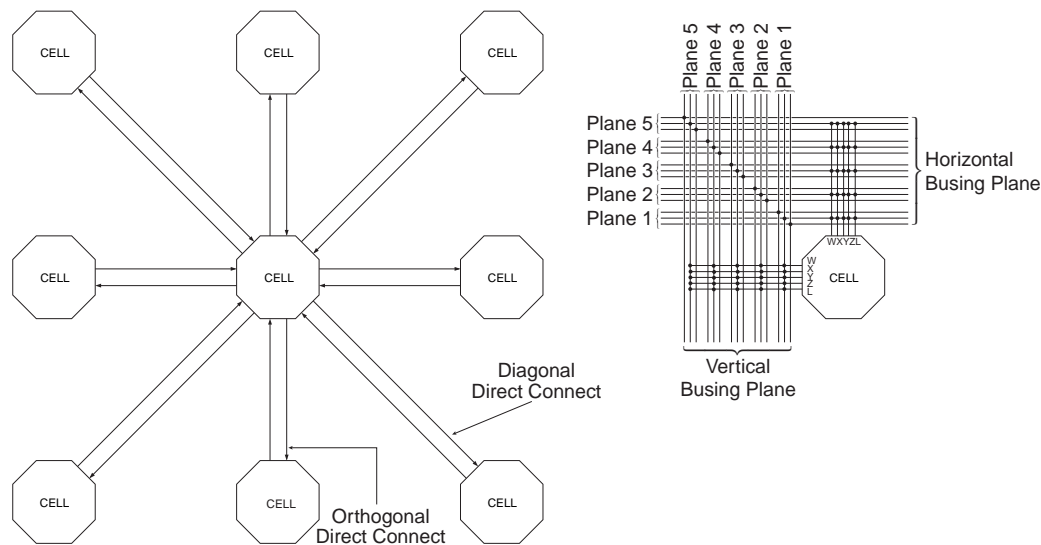 CELL
CELL
CELL
CELL
CELL
CELL
CELL
CELL
CELL
Diagonal
Direct Connect
Orthogonal
Direct Connect
Plane 5
Plane 4
Plane 3
Plane 2
Plane 1
Plane 5
Plane 4
Plane 3
Plane 2
Plane 1
Horizontal
Busing Plane
WXYZL
W
X
Y
Z
L
CELL
Vertical
Busing Plane